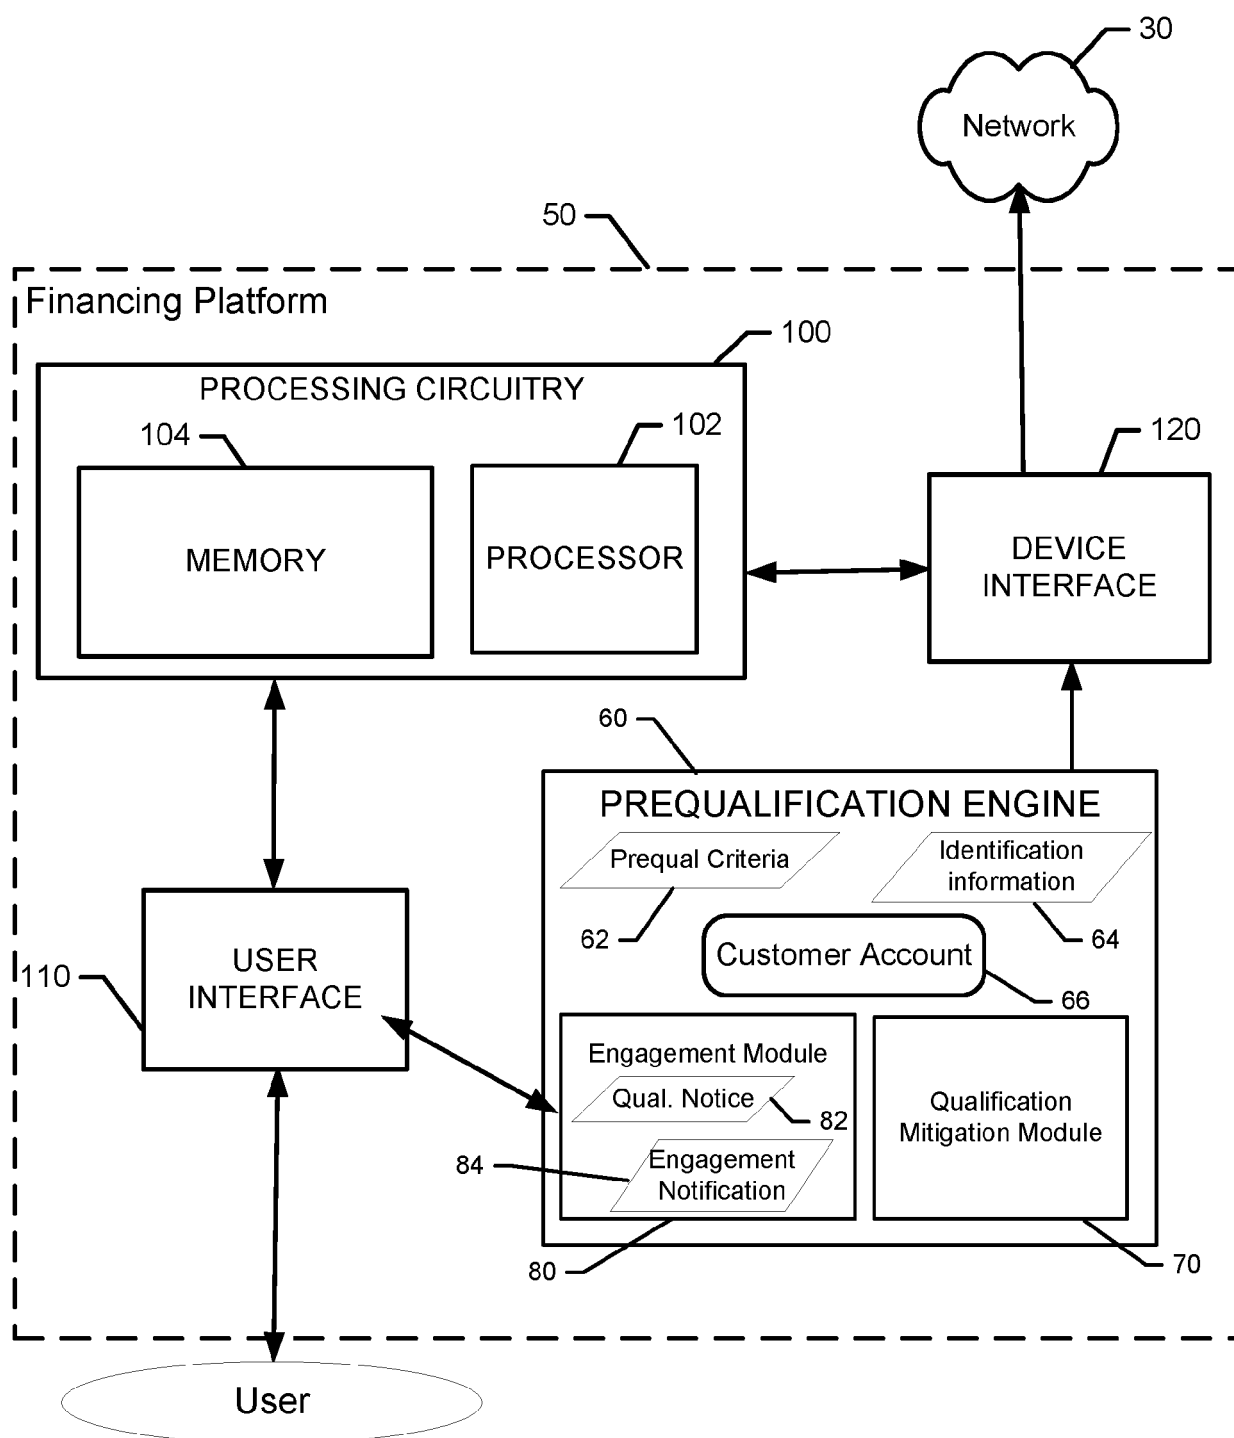 30
Network
50
Financing Platform
100
PROCESSING CIRCUITRY
104
102
120
MEMORY
PROCESSOR
DEVICE
INTERFACE
60
PREQUALIFICATION ENGINE
Prequal Criteria
Identification
information
62
64
Customer Account
66
110
USER
INTERFACE
Engagement Module
Qual. Notice
82
84
Engagement
Notification
Qualification
Mitigation Module
80
70
User